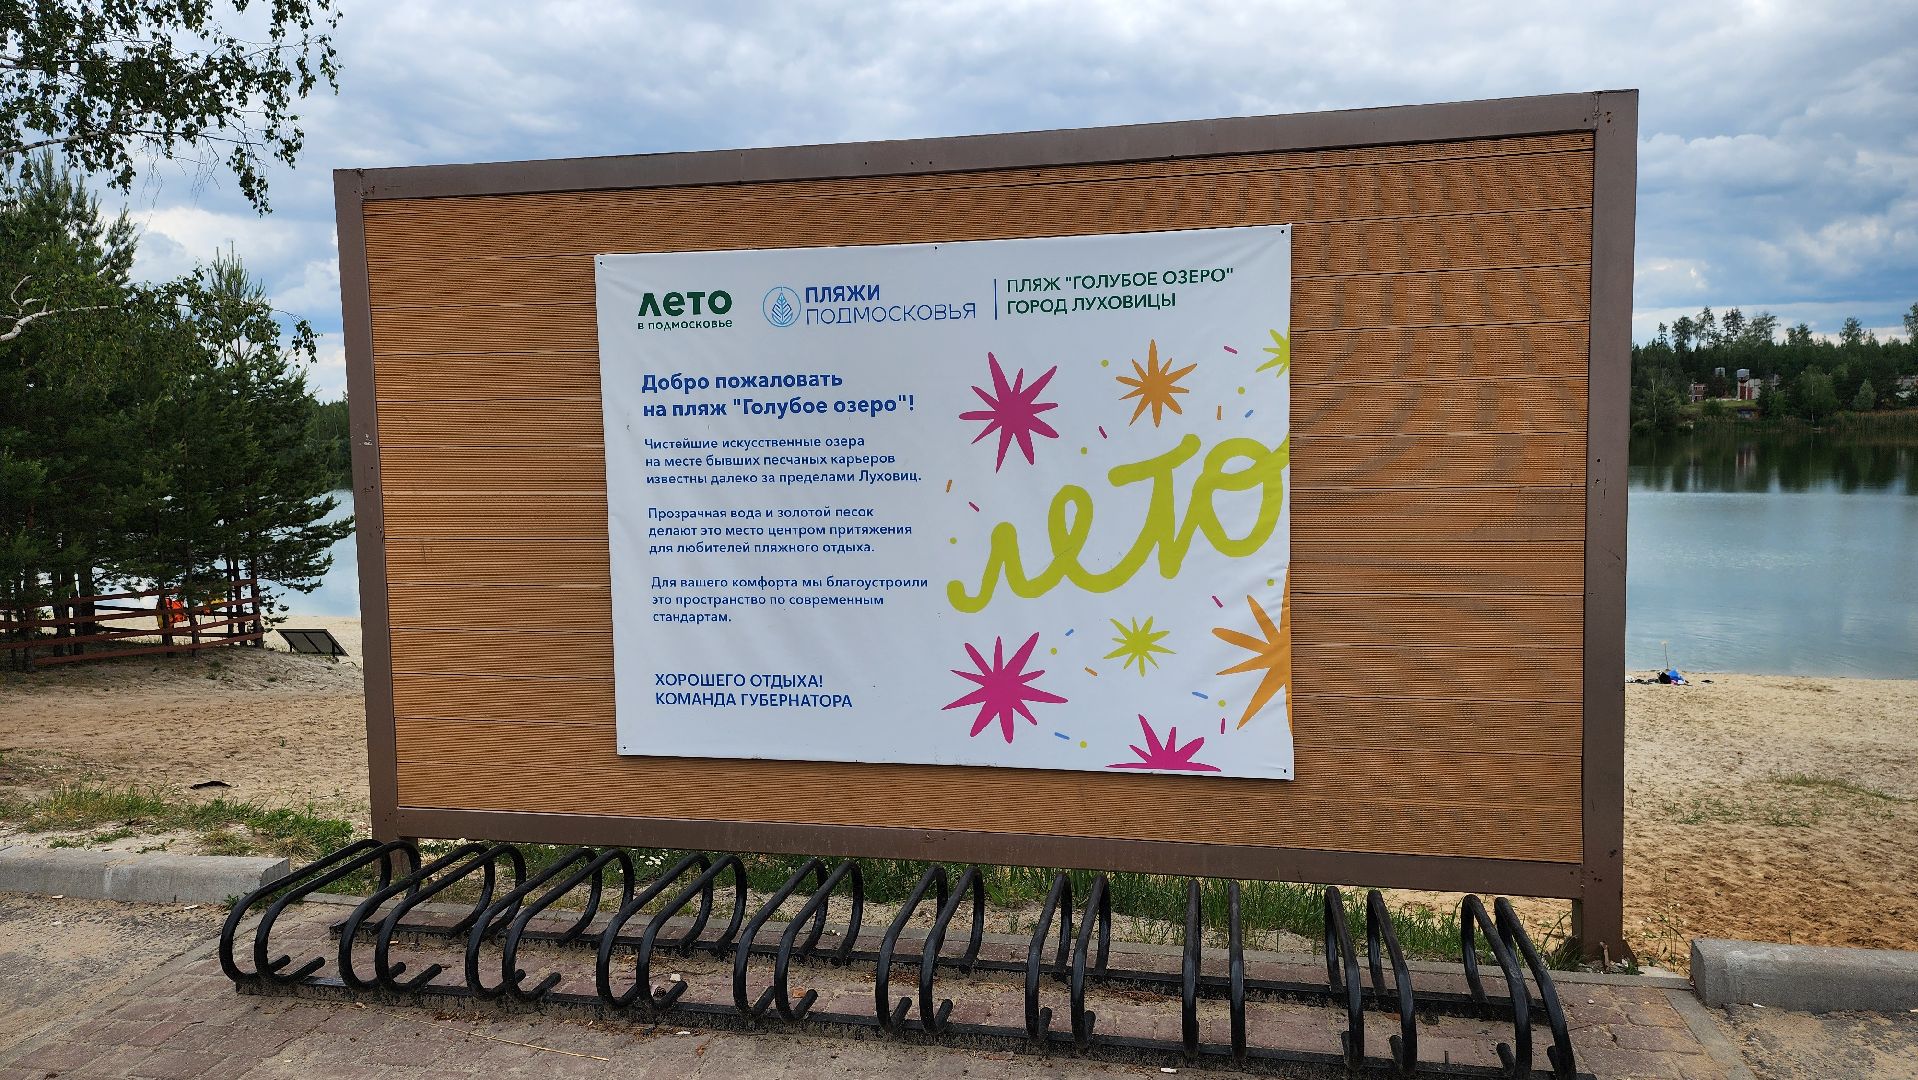 лето
В ПОДМОСКОВЬЕ
ПЛЯЖИ
ПОДМОСКОВЬЯ
ПЛЯЖ "ГОЛУБОЕ ОЗЕРО"
ГОРОД ЛУХОВИЦЫ
Добро пожаловать
на пляж "Голубое озеро"!
Чистейшие искусственные озера
на месте бывших песчаных карьеров
известны далеко за пределами Луховиц.
Прозрачная вода и золотой песок
делают это место центром притяжения
для любителей пляжного отдыха.
Для вашего комфорта мы благоустроили
это пространство по современным
стандартам.
ХОРОШЕГО ОТДЫХА!
КОМАНДА ГУБЕРНАТОРА
лето